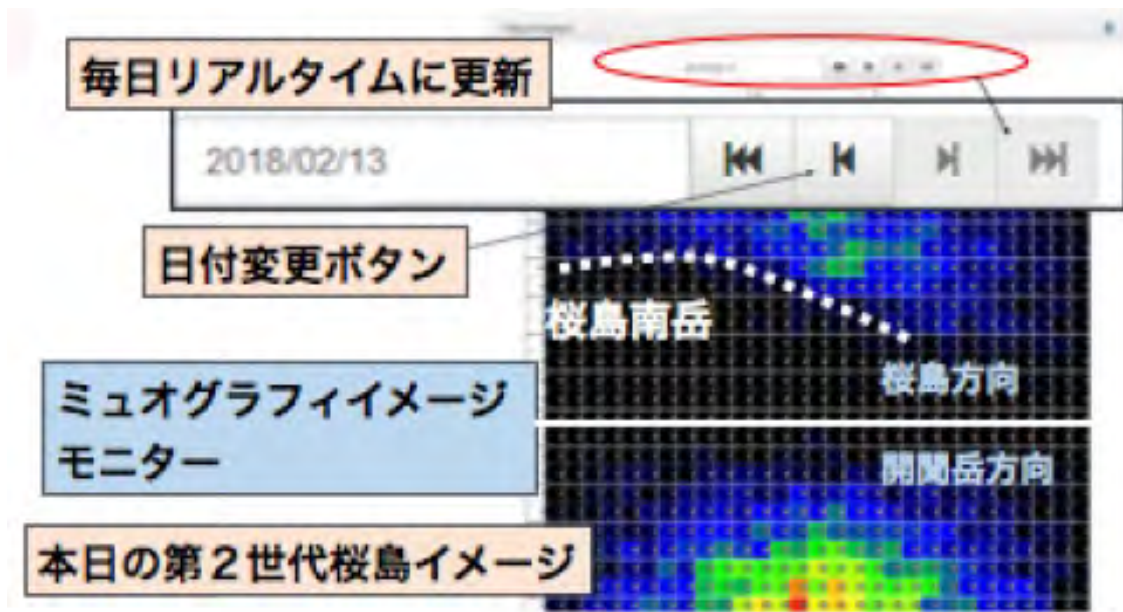 毎日リアルタイムに更新
2018/02/13
日付変更ボタン
桜島南岳
桜島方向
ミュオグラフィイメージ
モニター
開聞岳方向
本日の第２世代桜島イメージ